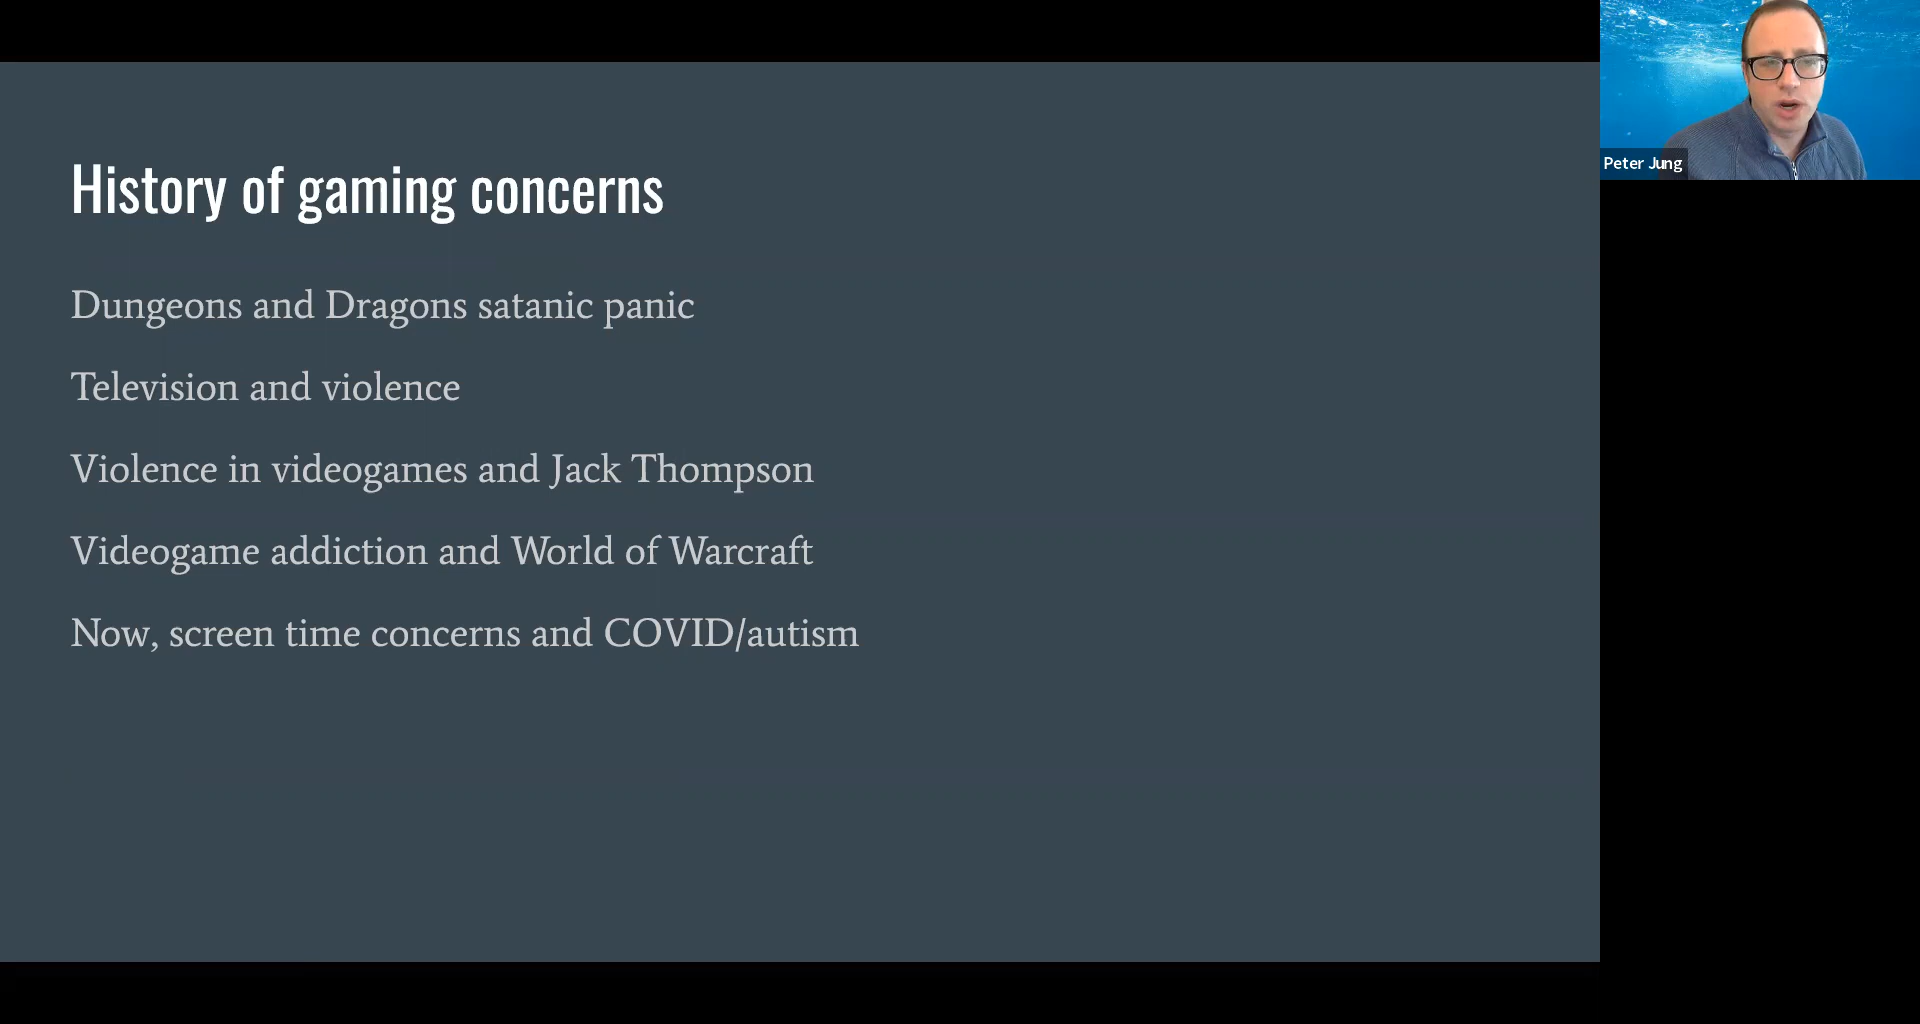 History of gaming concerns
Dungeons and Dragons satanic panic
Television and violence
Violence in videogames and Jack Thompson
Videogame addiction and World of Warcraft
Now, screen time concerns and COVID/autism
Peter Jung